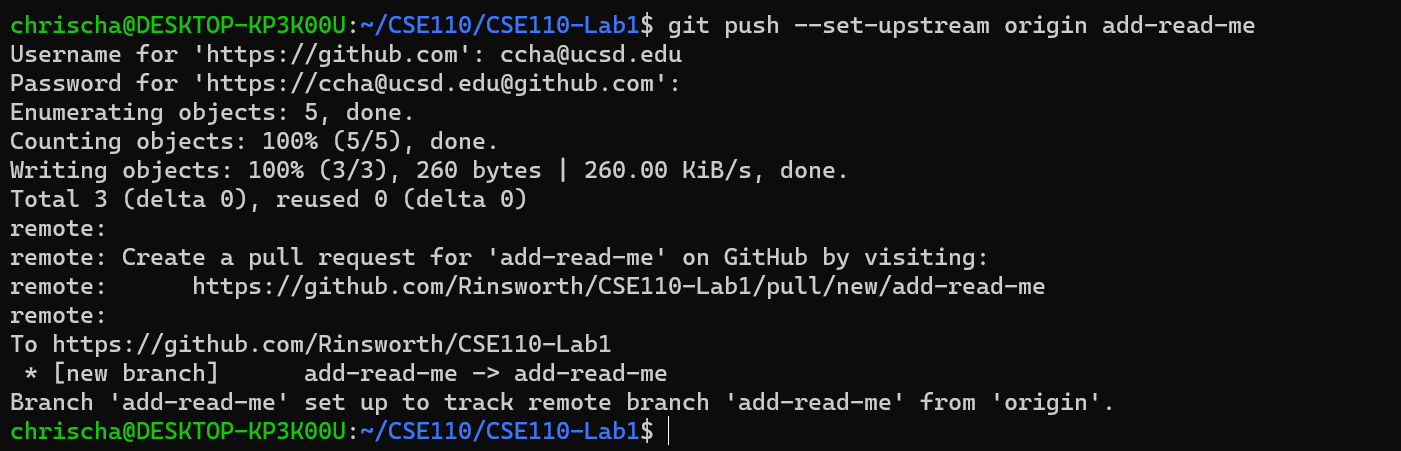 chrischa@DESKTOP-KP3K00U:~/CSE110/CSE110-Lab1$ git push --set-upstream origin add-read-me
Username for 'https://github.com': ccha@ucsd.edu
Password for 'https://ccha@ucsd.edu@github.com':
Enumerating objects: 5, done.
Counting objects: 100% (5/5), done.
Writing objects: 100% (3/3), 260 bytes | 260.00 KiB/s, done.
Total 3 (delta 0), reused 0 (delta 0)
remote:
remote: Create a pull request for 'add-read-me' on GitHub by visiting:
remote:      https://github.com/Rinsworth/CSE110-Lab1/pull/new/add-read-me
remote:
To https://github.com/Rinsworth/CSE110-Lab1
 * [new branch]      add-read-me -> add-read-me
Branch 'add-read-me' set up to track remote branch 'add-read-me' from 'origin'.
chrischa@DESKTOP-KP3K00U:~/CSE110/CSE110-Lab1$